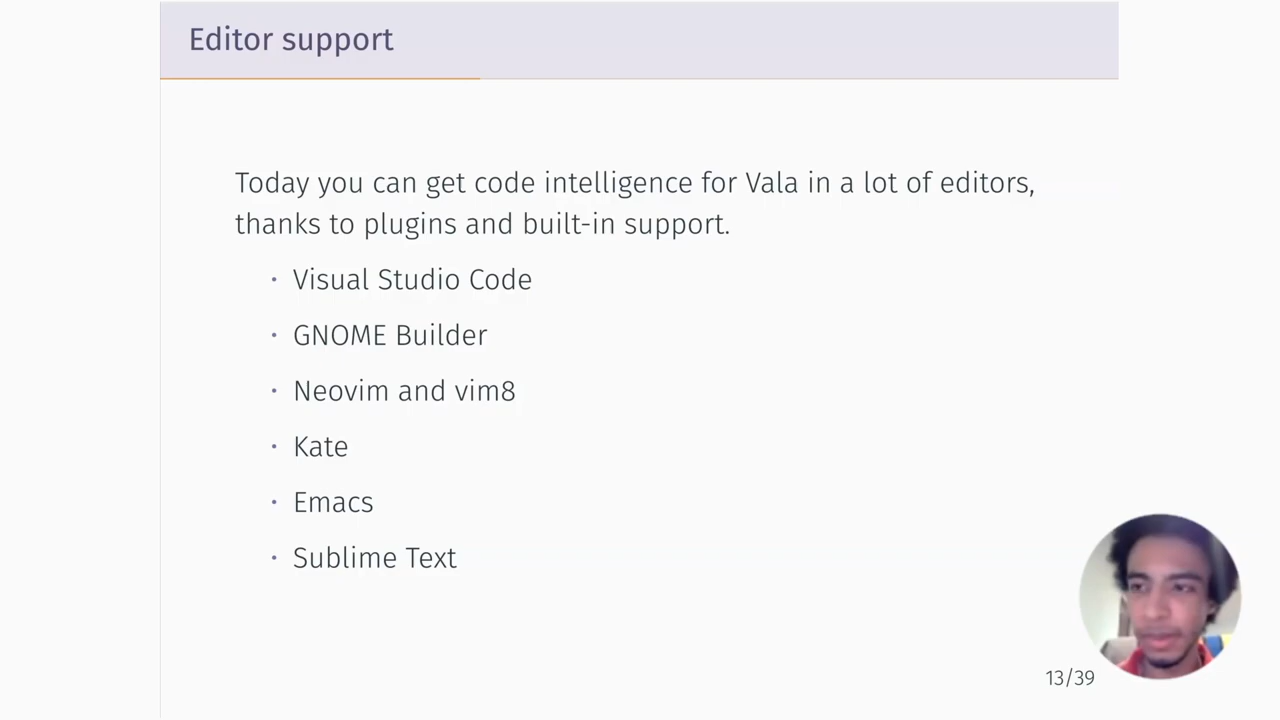 Editor support
Today you can get code intelligence for Vala in a lot of editors,
thanks to plugins and built-in support.
• Visual Studio Code
• GNOME Builder
• Neovim and vim8
• Kate
• Emacs
• Sublime Text
13/39